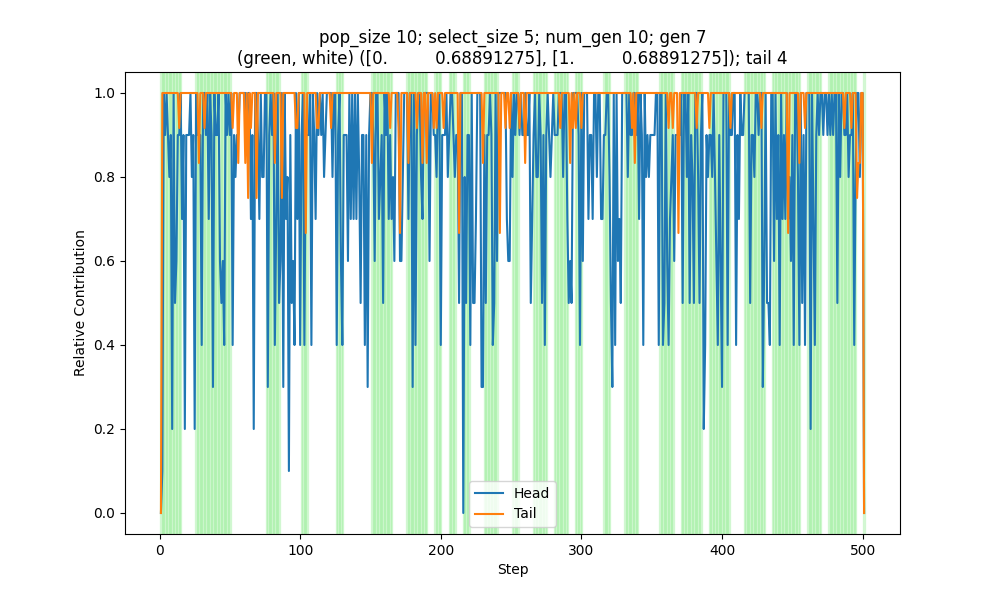 pop_size 10; select_size 5; num_gen 10; gen 7
(green, white) ([0. 0.68891275], [1. 0.68891275]); tail 4
1.0
0.8
0.6
0.4
0.2
0.0
Relative Contribution
Head
Tail
0 100 200 300 400 500
Step